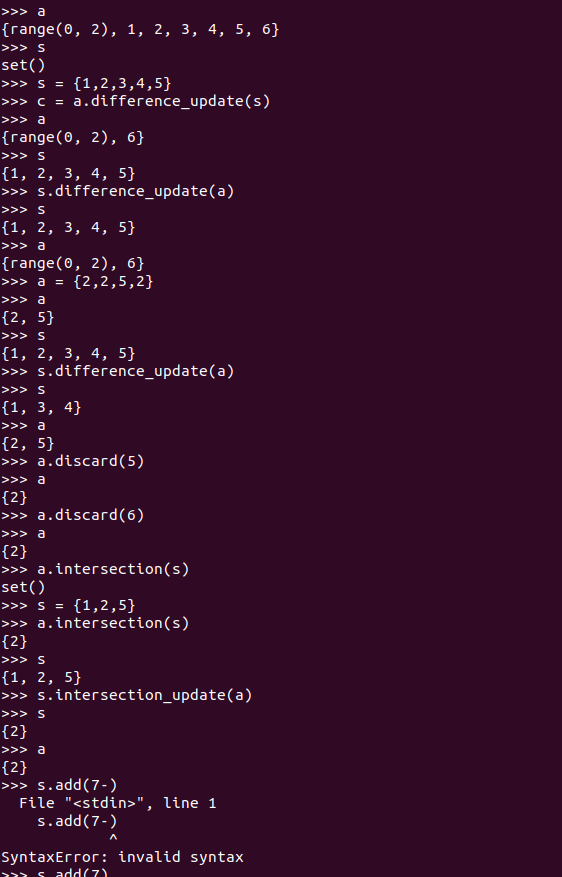 >>> a
{range(0, 2), 1, 2, 3, 4, 5, 6}
>>> s
set()
>>> s = {1,2,3,4,5}
>>> c = a.difference_update(s)
>>> a
{range(0, 2), 6}
>>> s
{1, 2, 3, 4, 5}
>>> s.difference_update(a)
>>> s
{1, 2, 3, 4, 5}
>>> a
{range(0, 2), 6}
>>> a = {2,2,5,2}
>>> a
{2, 5}
>>> s
{1, 2, 3, 4, 5}
>>> s.difference_update(a)
>>> s
{1, 3, 4}
>>> a
{2, 5}
>>> a.discard(5)
>>> a
{2}
>>> a.discard(6)
>>> a
{2}
>>> a.intersection(s)
set()
>>> s = {1,2,5}
>>> a.intersection(s)
{2}
>>> s
{1, 2, 5}
>>> s.intersection_update(a)
>>> s
{2}
>>> a
{2}
>>> s.add(7-)
  File "<stdin>", line 1
    s.add(7-)
            ^
SyntaxError: invalid syntax
>>> s.add(7)